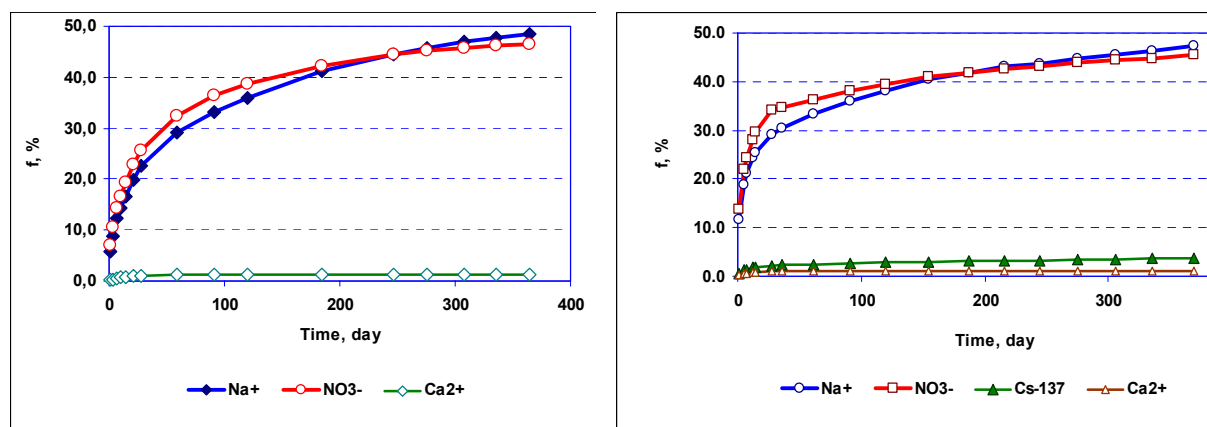 50,0
40,0
30,0
20,0
10,0
0,0
f, %
0 100 200 300 400
Time, day
Na+ NO3- Ca2+
50.0
40.0
30.0
20.0
10.0
0.0
f, %
0 100 200 300
Time, day
Na+ NO3- Cs-137 Ca2+